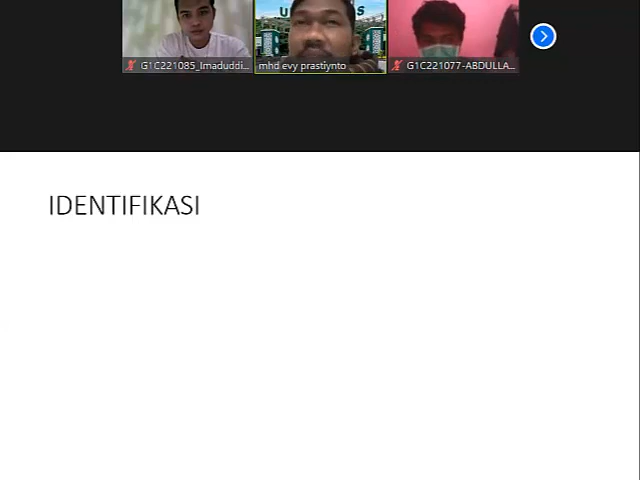 G1C221085_Imaduddi...
mhd evy prastiynto
G1C221077-ABDULLA...
IDENTIFIKASI